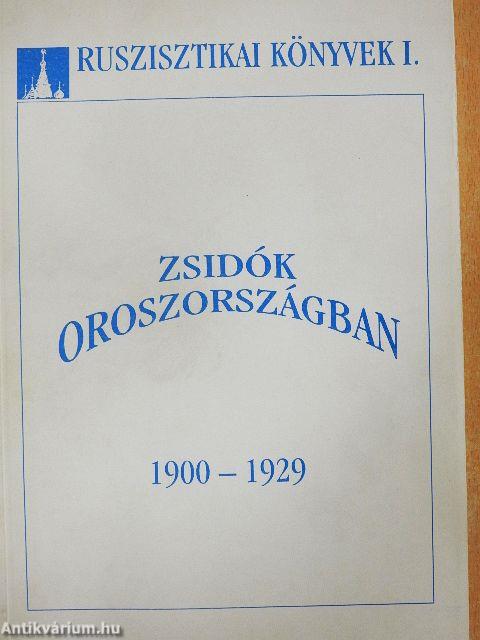 RUSZISZTIKAI KÖNYVEK I.
ZSIDÓK
OROSZORSZÁGBAN
1900 – 1929
Antikvárium.hu